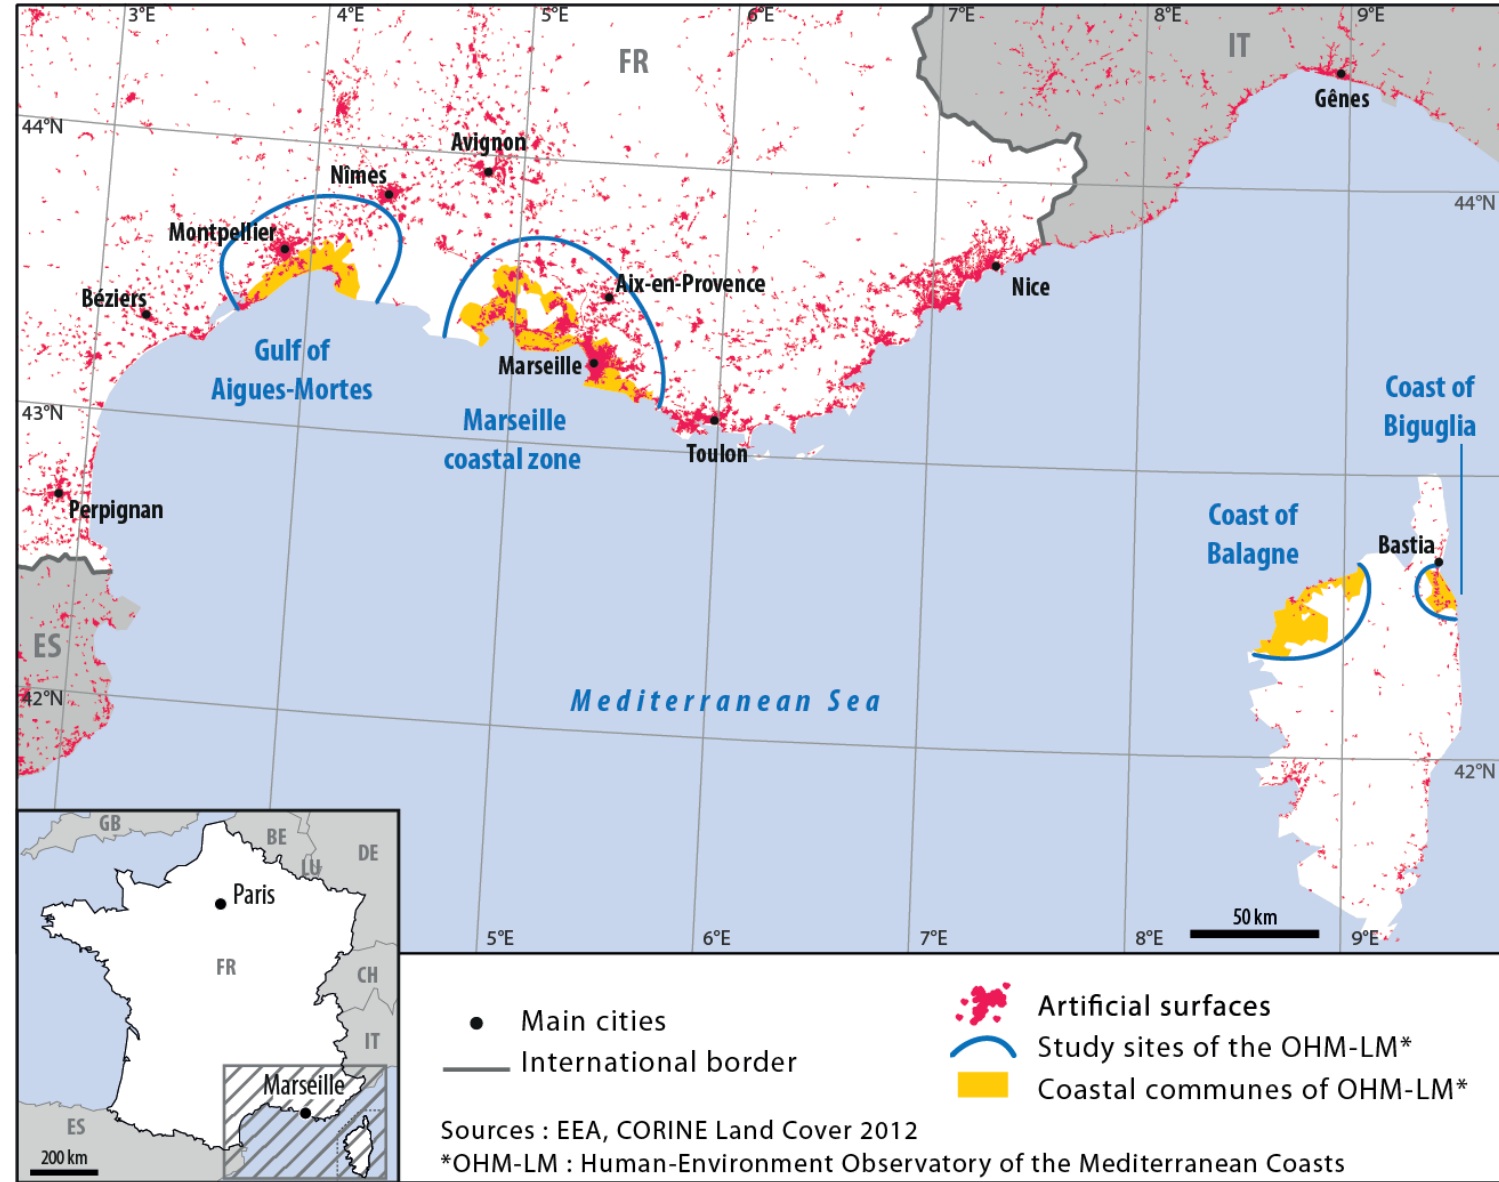 3°E
4°E
5°E
6°E
7°E
8°E
9°E
FR
IT
Gênes
44°N
Avignon
Nîmes
44°N
Montpellier
Béziers
Aix-en-Provence
Nice
Gulf of
Aigues-Mortes
Marseille
43°N
Marseille
coastal zone
Toulon
Coast of
Biguglia
Perpignan
Coast of
Balagne
Bastia
ES
42°N
Mediterranean Sea
42°N
50 km
5°E
6°E
7°E
8°E
9°E
GB
BE
LU
DE
Paris
FR
CH
IT
Marseille
ES
200 km
Main cities
International border
Artificial surfaces
Study sites of the OHM-LM*
Coastal communes of OHM-LM*
Sources : EEA, CORINE Land Cover 2012
*OHM-LM : Human-Environment Observatory of the Mediterranean Coasts